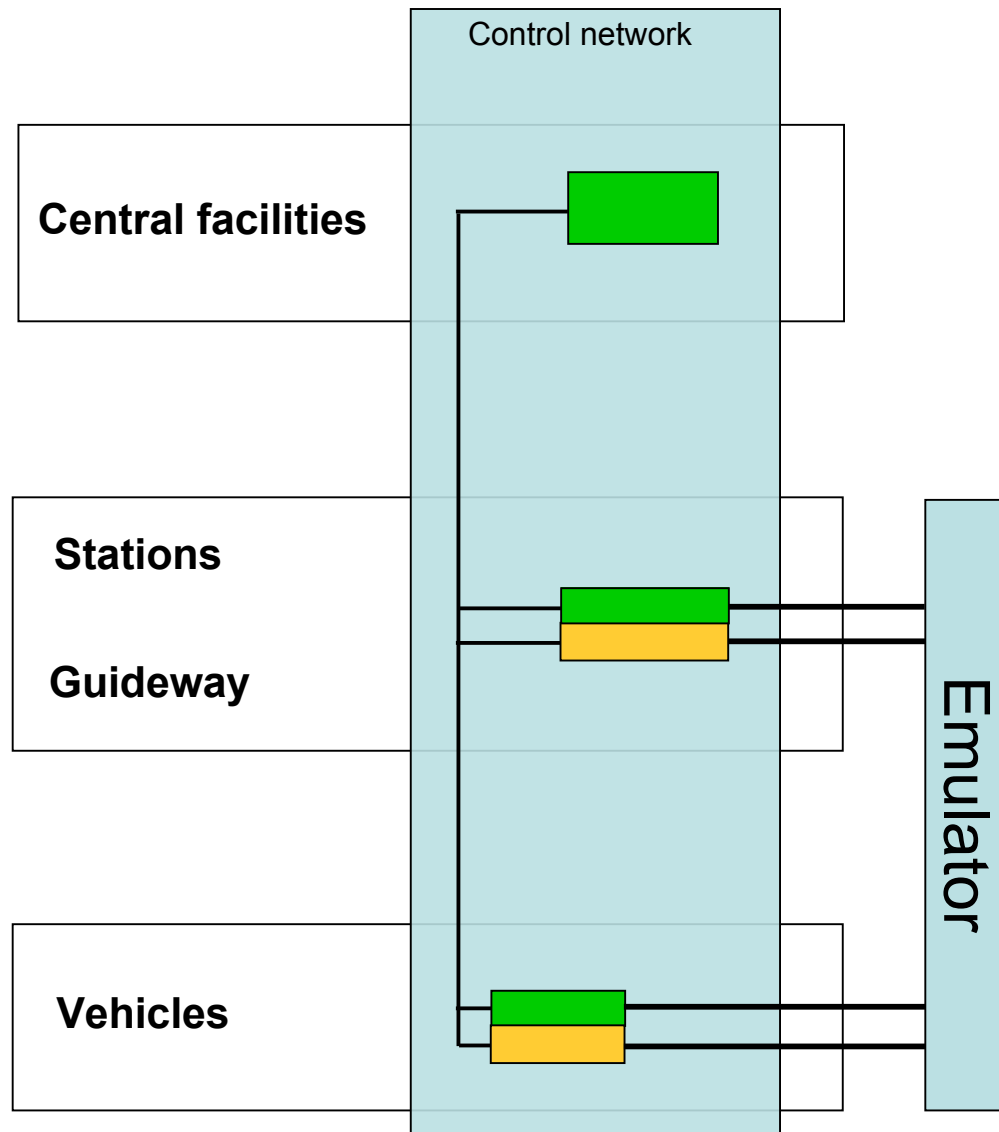 Control network
Central facilities
Stations
Guideway
Emulator
Vehicles